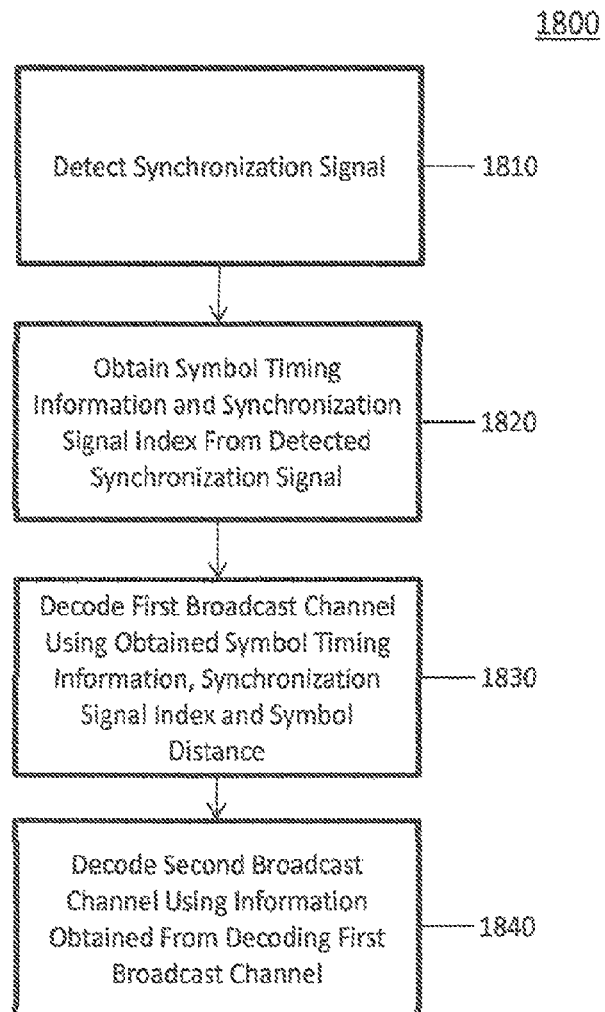 1800
Detect Synchronization Signal
1810
Obtain Symbol Timing
Information and Synchronization
Signal Index From Detected
Synchronization Signal
1820
Decode First Broadcast Channel
Using Obtained Symbol Timing
Information, Synchronization
Signal Index and Symbol
Distance
1830
Decode Second Broadcast
Channel Using Information
Obtained From Decoding First
Broadcast Channel
1840